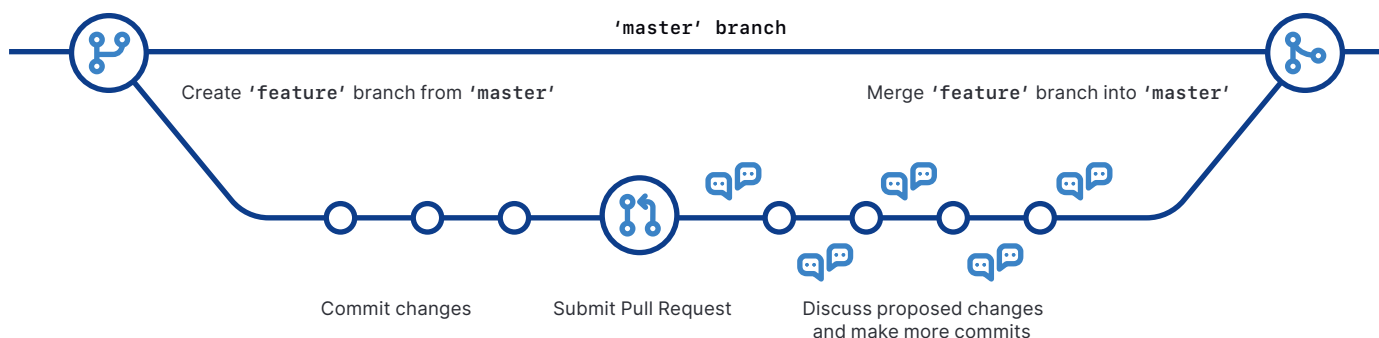 ‘master’ branch
Create ‘feature’ branch from ‘master’
Merge ‘feature’ branch into ‘master’
Commit changes
Submit Pull Request
Discuss proposed changes
and make more commits